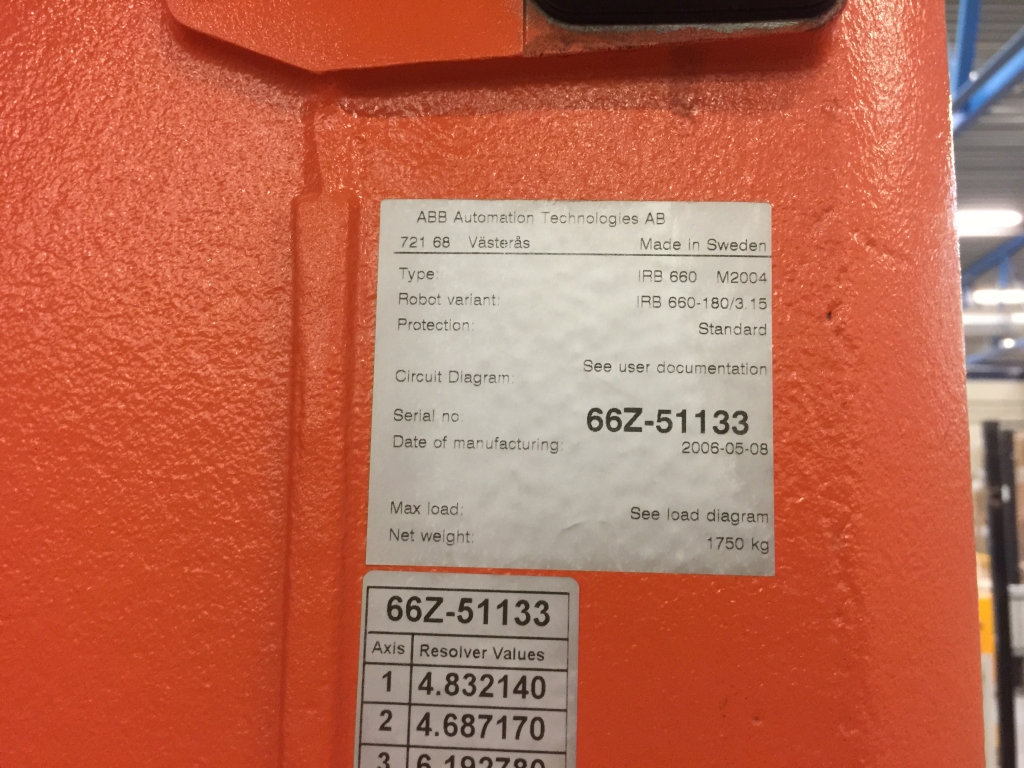 ABB Automation Technologies AB
721 68 Västerås Made in Sweden
Type: IRB 660 M2004
Robot variant: IRB 660-180/3.15
Protection: Standard
Circuit Diagram: See user documentation
Serial no: 66Z-51133
Date of manufacturing: 2006-05-08
Max load: See load diagram
Net weight: 1750 kg
66Z-51133
Axis Resolver Values
1 4.832140
2 4.687170
3 6.192780